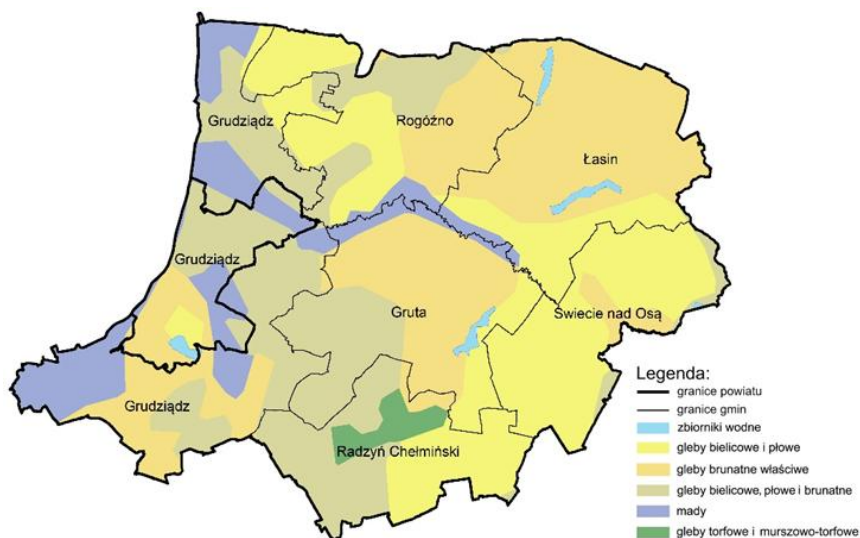 Grudziądz
Rogóźno
Łasin
Grudziądz
Gruta
Świecie nad Osą
Grudziądz
Radzyń Chełmiński
Legenda:
granice powiatu
granice gmin
zbiorniki wodne
gleby bielicowe i płowe
gleby brunatne właściwe
gleby bielicowe, płowe i brunatne
mady
gleby torfowe i murszowo-torfowe